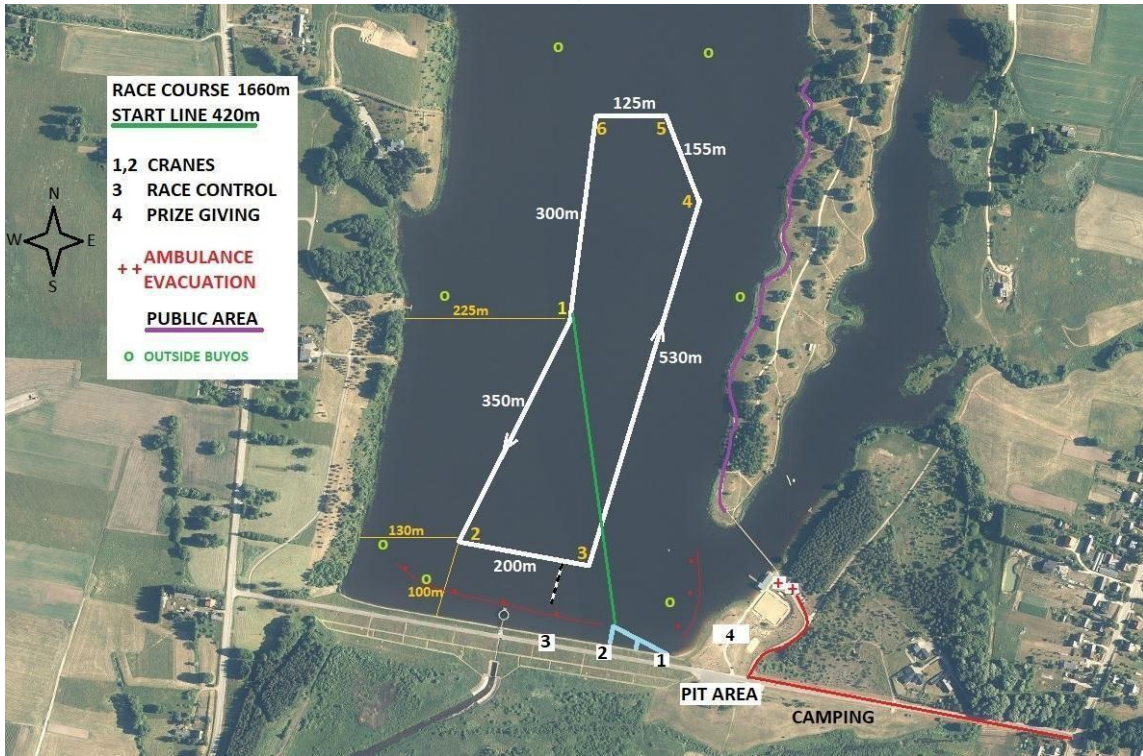 RACE COURSE 1660m
START LINE 420m
1,2 CRANES
3 RACE CONTROL
4 PRIZE GIVING
N
W E
S
++ AMBULANCE
EVACUATION
PUBLIC AREA
o OUTSIDE BUYOS
o
o
125m
6 5
155m
4
300m
o
o
1
225m
530m
350m
130m
2
o
3
200m
o
100m
o
3
2
1
4
PIT AREA
CAMPING